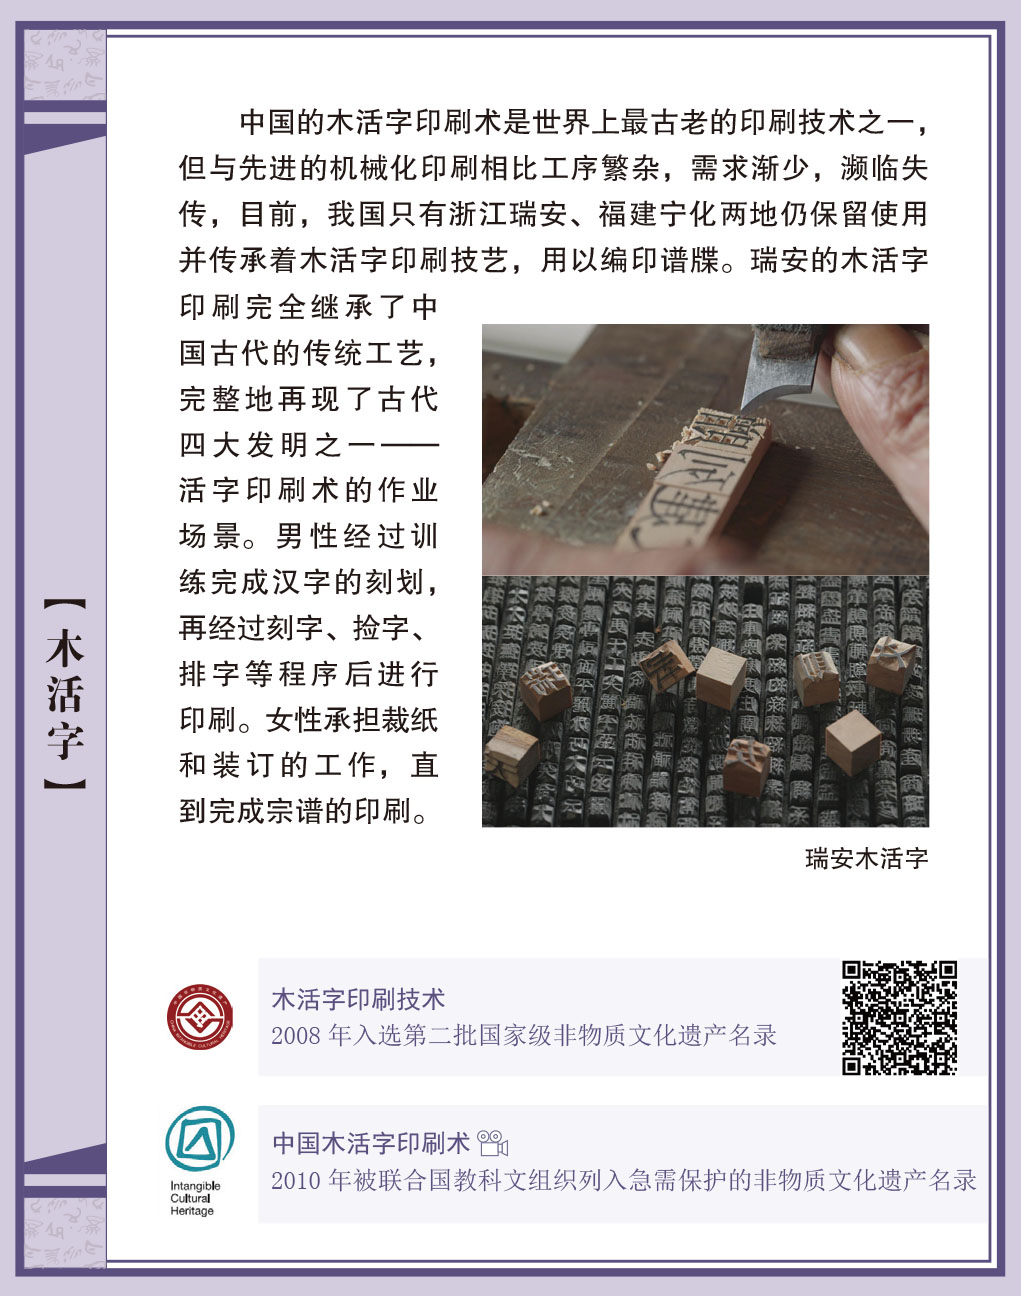 中国的木活字印刷术是世界上最古老的印刷技术之一，
但与先进的机械化印刷相比工序繁杂，需求渐少，濒临失
传，目前，我国只有浙江瑞安、福建宁化两地仍保留使用
并传承着木活字印刷技艺，用以编印谱牒。瑞安的木活字
印刷完全继承了中
国古代的传统工艺，
完整地再现了古代
四大发明之一——
活字印刷术的作业
场景。男性经过训
练完成汉字的刻划，
再经过刻字、捡字、
排字等程序后进行
印刷。女性承担裁纸
和装订的工作，直
到完成宗谱的印刷。
【木活字】
瑞安木活字
木活字印刷技术
2008 年入选第二批国家级非物质文化遗产名录
中国木活字印刷术
2010 年被联合国教科文组织列入急需保护的非物质文化遗产名录
Intangible
Cultural
Heritage